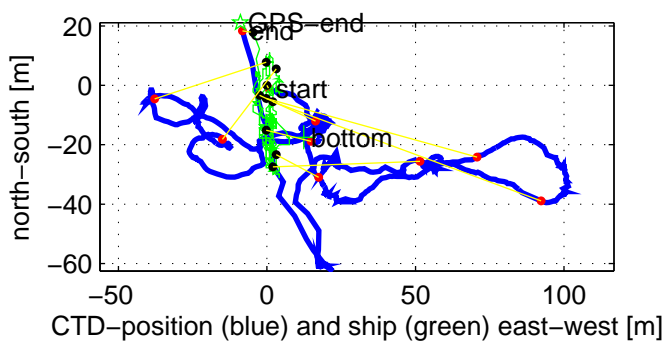 20
GPS−end
end
0
start
−20
bottom
−40
−60
north−south [m]
−50
0
50
100
CTD−position (blue) and ship (green) east−west [m]